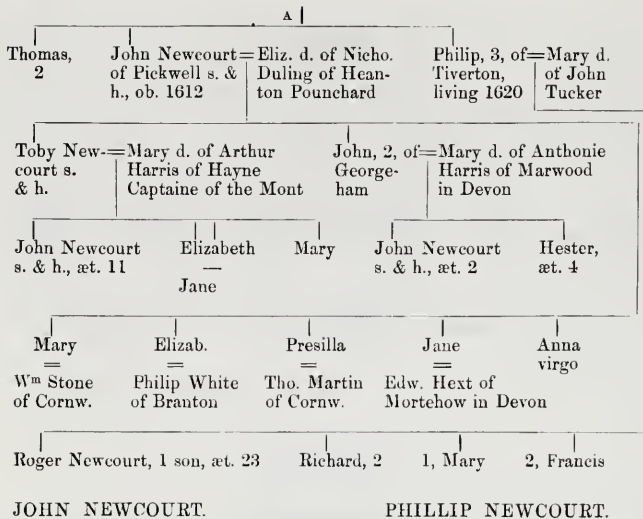 A
Thomas, 2
John Newcourt = Eliz. d. of Nicho.
of Pickwell s. & Duling of Hean-
h., ob. 1612 ton Pounchard
Philip, 3, of = Mary d.
Tiverton, of John
living 1620 Tucker
Toby New- = Mary d. of Arthur
court s. Harris of Hayne
& h. Captaine of the Mont
John, 2, of = Mary d. of Anthonie
George- Harris of Marwood
ham in Devon
John Newcourt
s. & h., æt. 11
Elizabeth
—
Jane
Mary
John Newcourt
s. & h., æt. 2
Hester,
æt. 4
Mary
=
Wm Stone
of Cornw.
Elizab.
=
Philip White
of Branton
Presilla
=
Tho. Martin
of Cornw.
Jane
=
Edw. Hext of
Mortehow in Devon
Anna
virgo
Roger Newcourt, 1 son, æt. 23 Richard, 2 1, Mary 2, Francis
JOHN NEWCOURT. PHILLIP NEWCOURT.